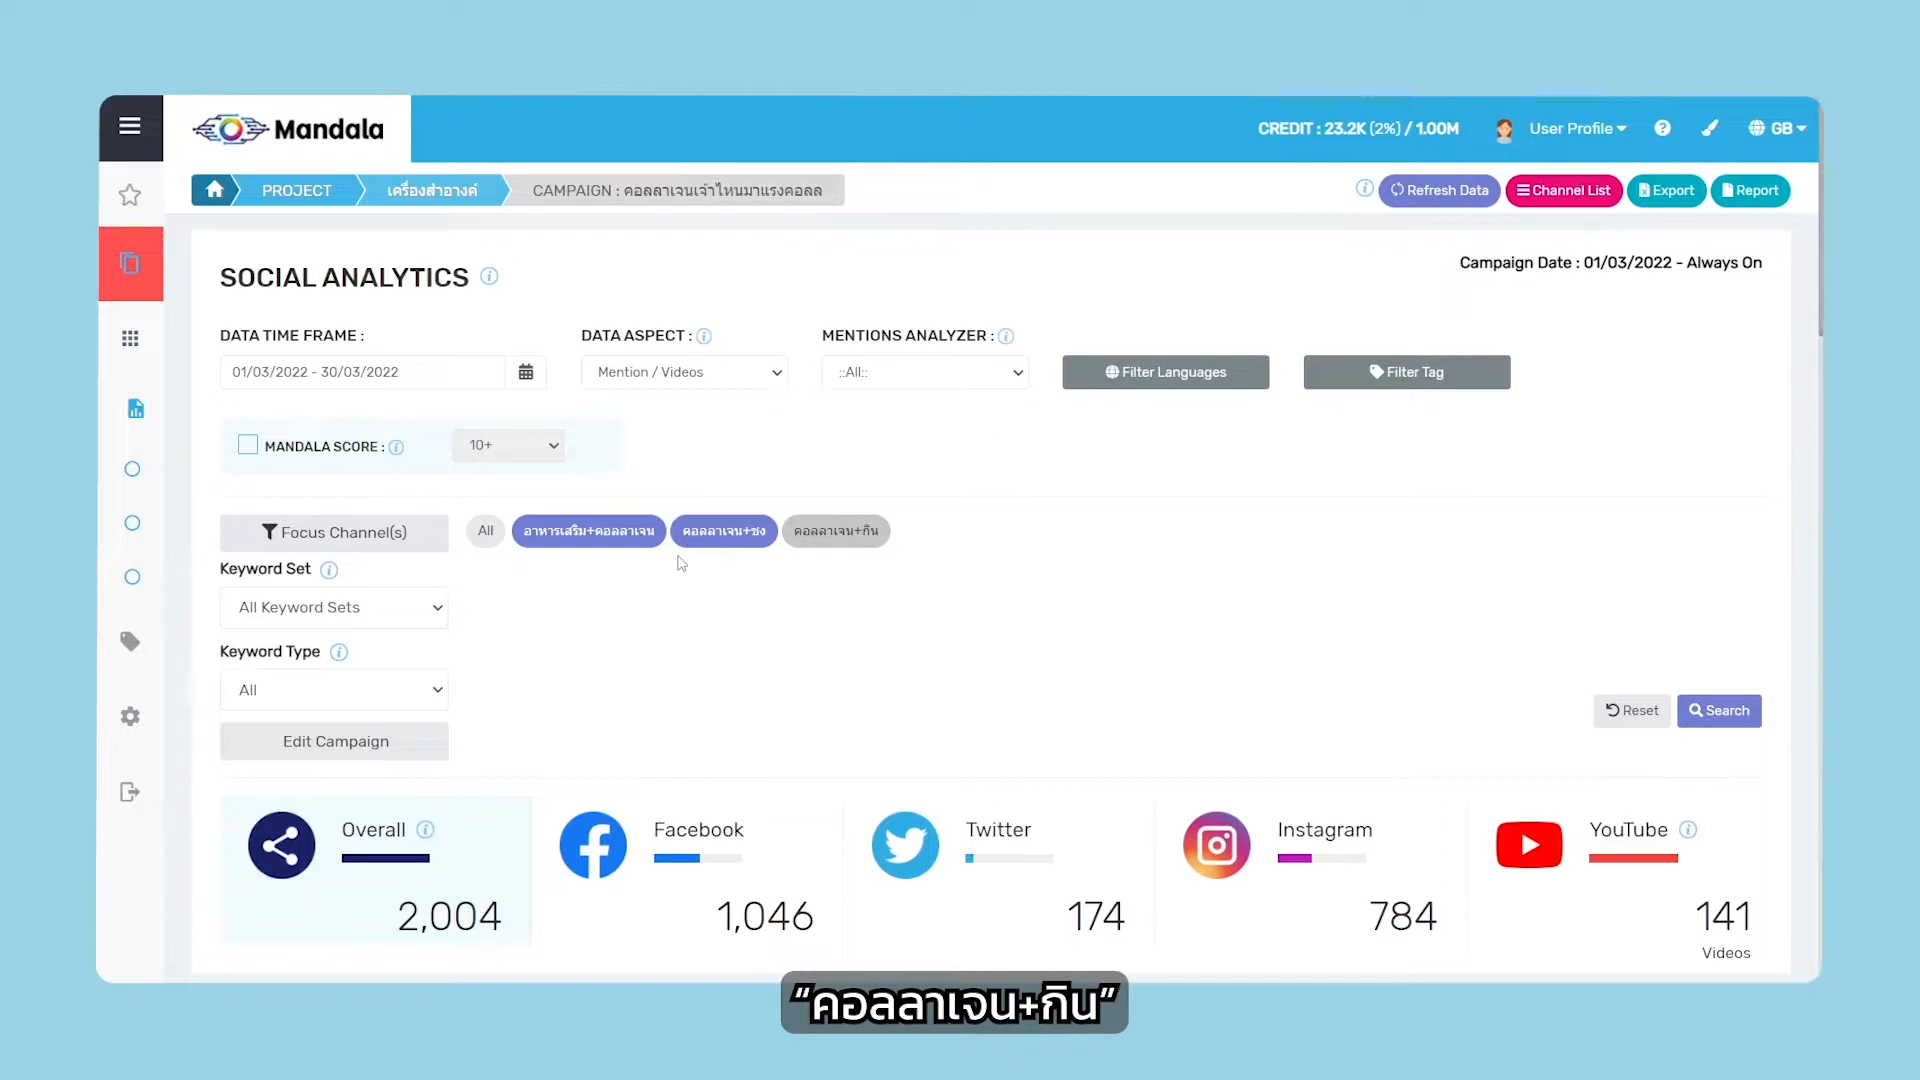 Mandala
CREDIT : 23.2K (2%) / 1.00M
User Profile
GB
PROJECT
เครื่องสำอางค์
CAMPAIGN : คอลลาเจนเจ้าไหนมาแรงคอลล
Refresh Data
Channel List
Export
Report
SOCIAL ANALYTICS
Campaign Date : 01/03/2022 - Always On
DATA TIME FRAME :
DATA ASPECT :
MENTIONS ANALYZER :
01/03/2022 - 30/03/2022
Mention / Videos
::All::
Filter Languages
Filter Tag
MANDALA SCORE :
10+
Focus Channel(s)
All
อาหารเสริม+คอลลาเจน
คอลลาเจน+ชง
คอลลาเจน+กิน
Keyword Set
All Keyword Sets
Keyword Type
All
Reset
Search
Edit Campaign
Overall
Facebook
Twitter
Instagram
YouTube
2,004
1,046
174
784
141
Videos
“คอลลาเจน+กิน”